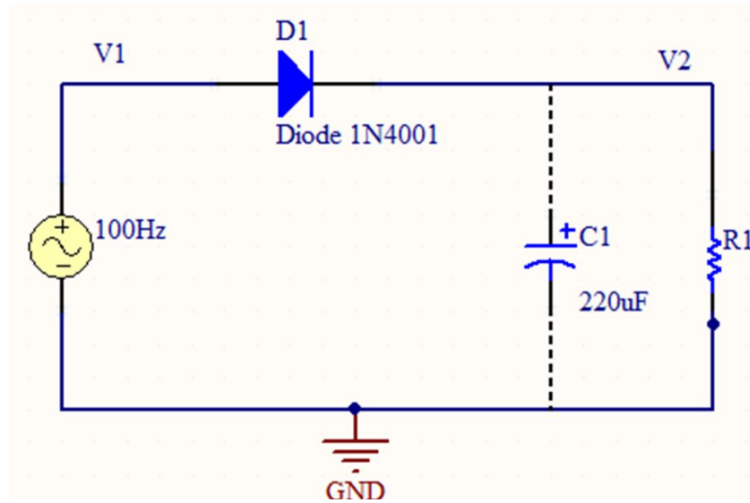 D1
V1
V2
Diode 1N4001
100Hz
+
C1
R1
220uF
GND